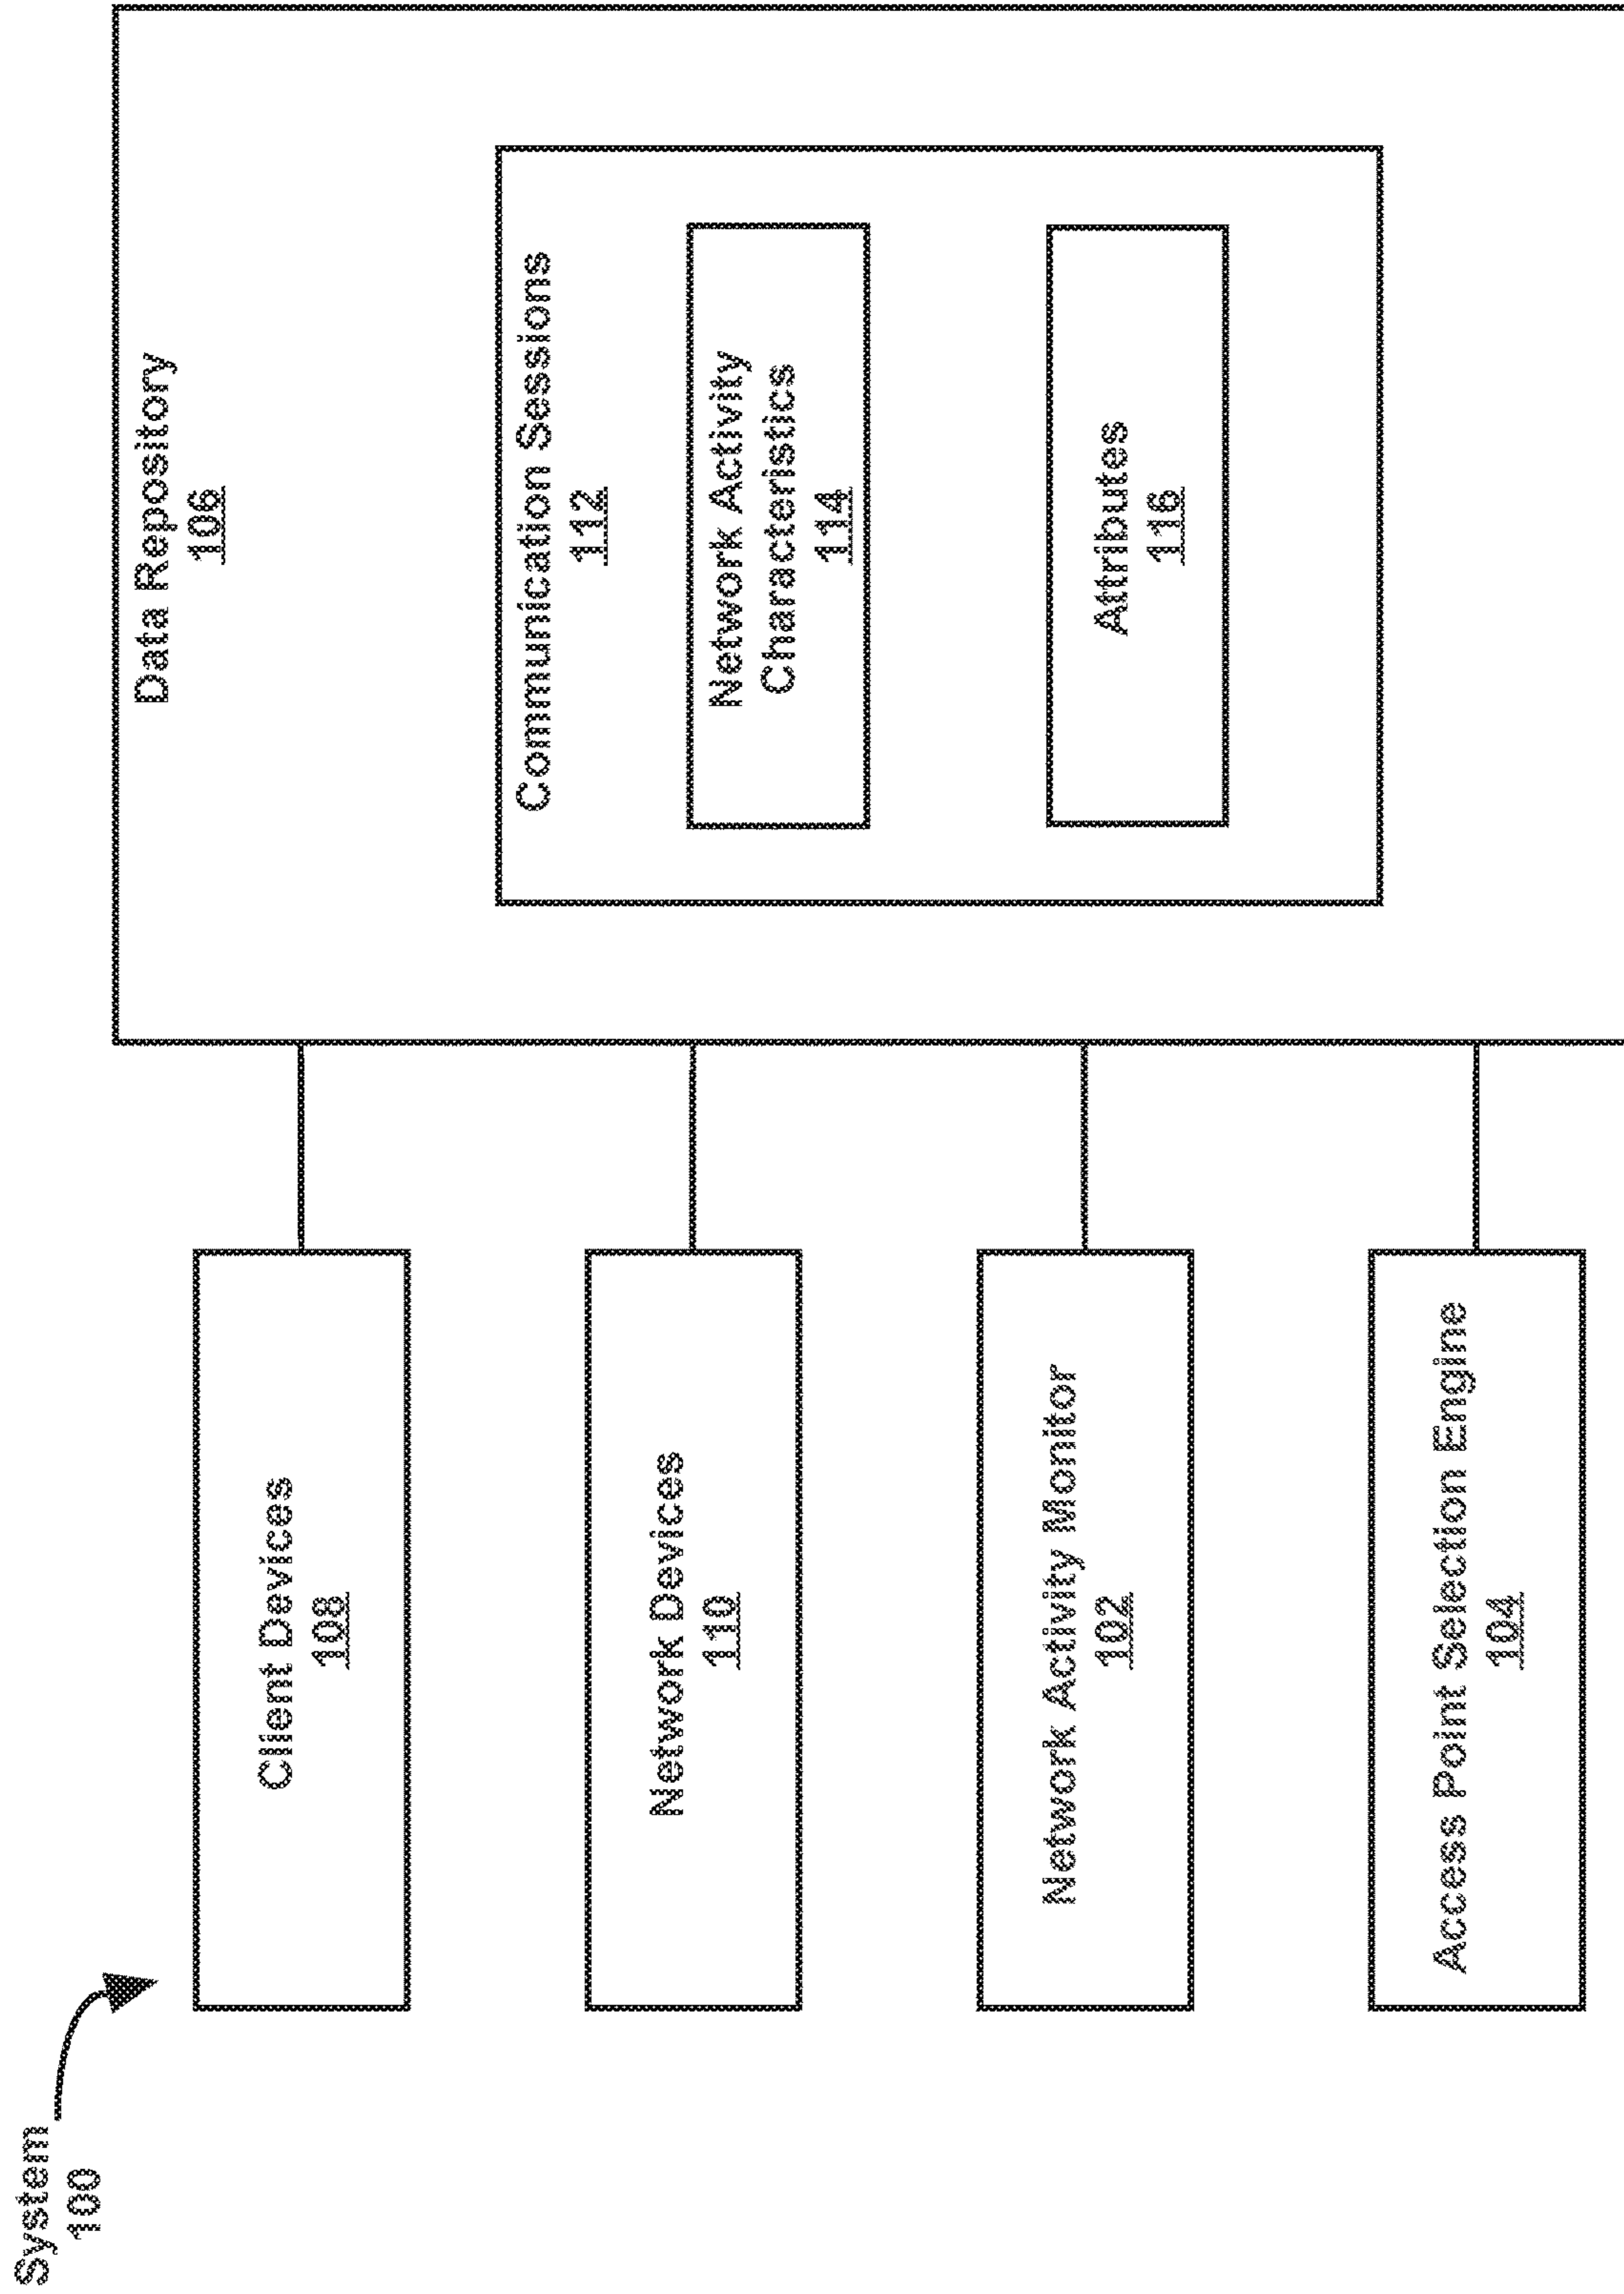 System
100
Client Devices
108
Network Devices
110
Network Activity Monitor
102
Access Point Selection Engine
104
Data Repository
106
Communication Sessions
112
Network Activity
Characteristics
114
Attributes
116